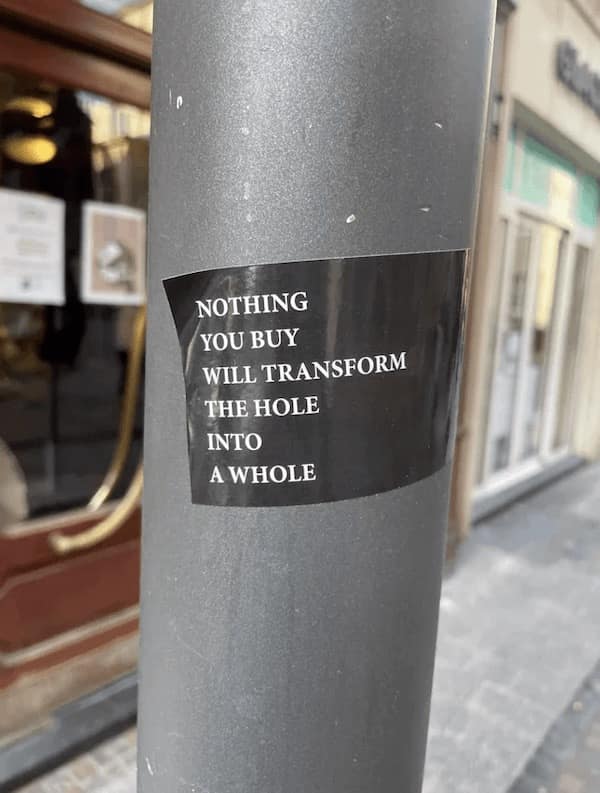 NOTHING
YOU BUY
WILL TRANSFORM
THE HOLE
INTO
A WHOLE